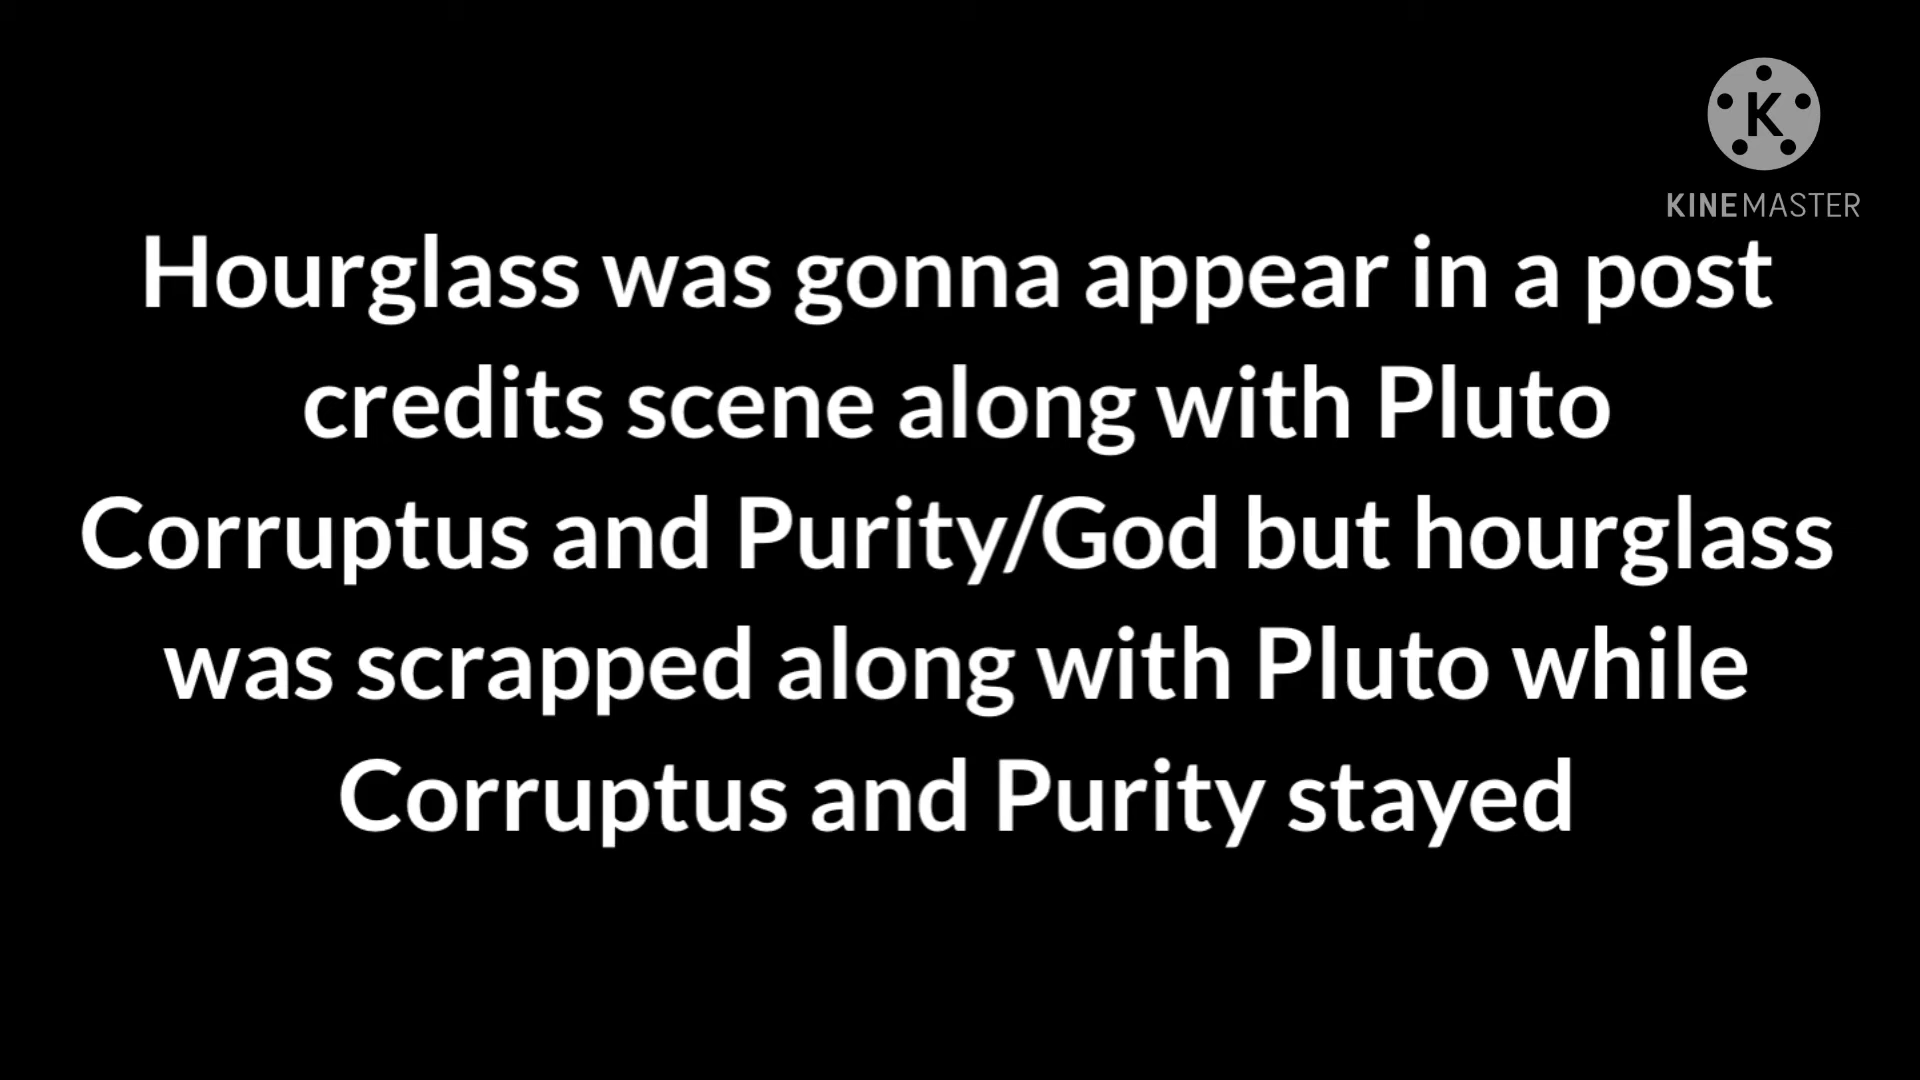 K
KINEMASTER
Hourglass was gonna appear in a post
credits scene along with Pluto
Corruptus and Purity/God but hourglass
was scrapped along with Pluto while
Corruptus and Purity stayed